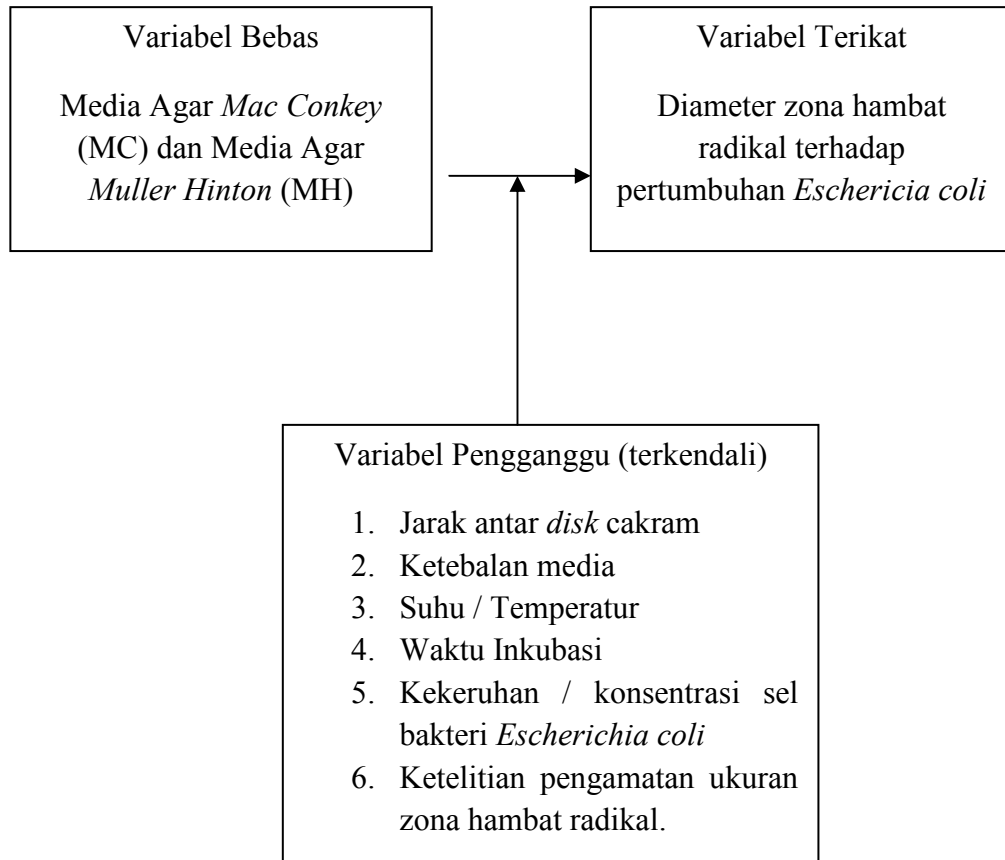 Variabel Bebas
Media Agar Mac Conkey
(MC) dan Media Agar
Muller Hinton (MH)
Variabel Terikat
Diameter zona hambat
radikal terhadap
pertumbuhan Eschericia coli
Variabel Pengganggu (terkendali)
1. Jarak antar disk cakram
2. Ketebalan media
3. Suhu / Temperatur
4. Waktu Inkubasi
5. Kekeruhan / konsentrasi sel
bakteri Escherichia coli
6. Ketelitian pengamatan ukuran
zona hambat radikal.